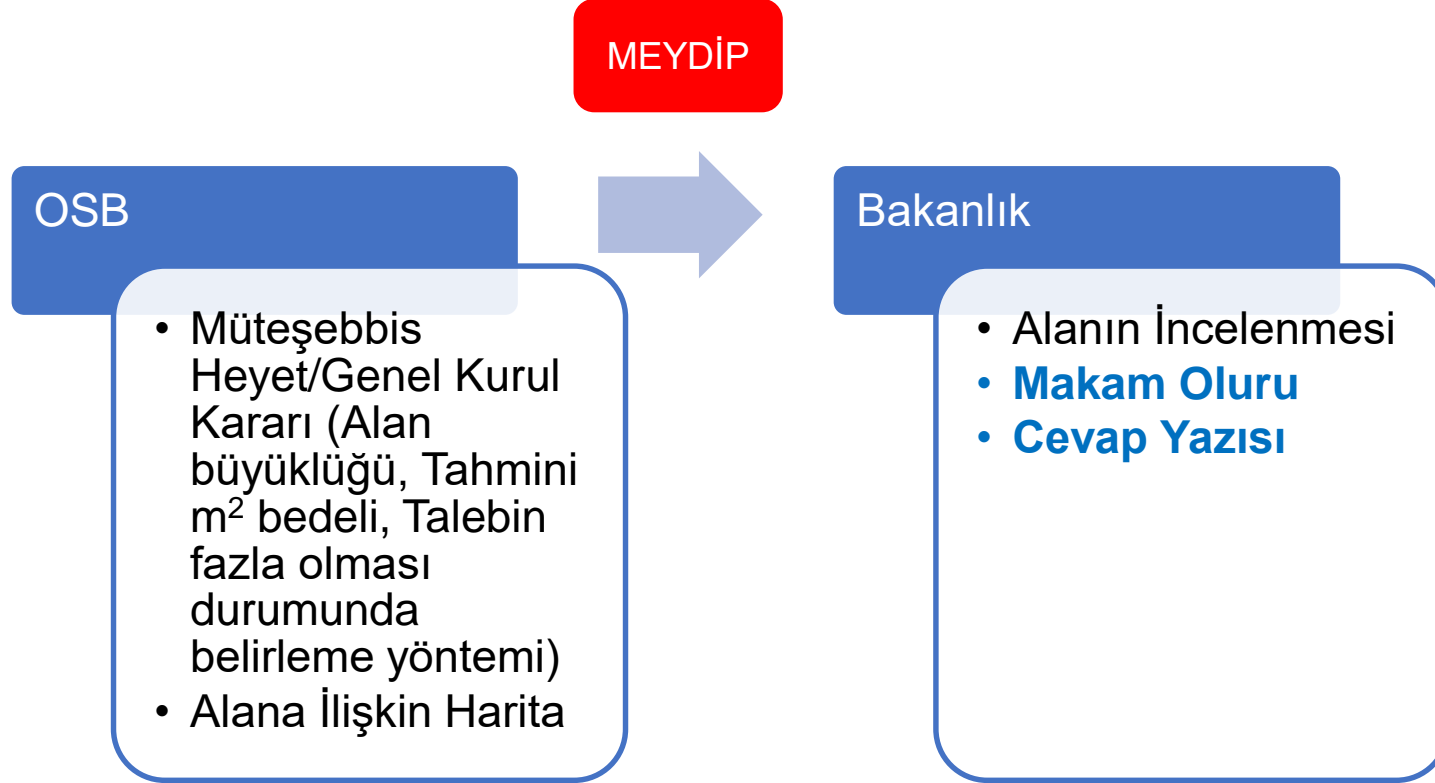 MEYDİP
OSB
• Müteşebbis
Heyet/Genel Kurul
Kararı (Alan
büyüklüğü, Tahmini
m² bedeli, Talebin
fazla olması
durumunda
belirleme yöntemi)
• Alana İlişkin Harita
Bakanlık
• Alanın İncelenmesi
• Makam Oluru
• Cevap Yazısı